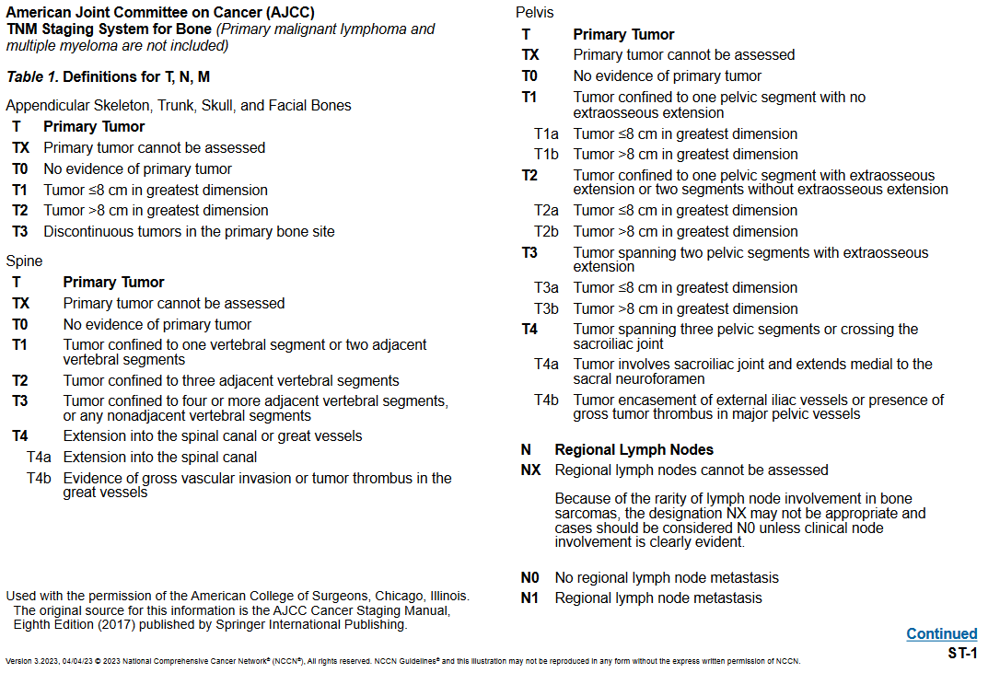 American Joint Committee on Cancer (AJCC)
TNM Staging System for Bone (Primary malignant lymphoma and
multiple myeloma are not included)
Table 1. Definitions for T, N, M
Appendicular Skeleton, Trunk, Skull, and Facial Bones
T Primary Tumor
TX Primary tumor cannot be assessed
T0 No evidence of primary tumor
T1 Tumor ≤8 cm in greatest dimension
T2 Tumor >8 cm in greatest dimension
T3 Discontinuous tumors in the primary bone site
Spine
T Primary Tumor
TX Primary tumor cannot be assessed
T0 No evidence of primary tumor
T1 Tumor confined to one vertebral segment or two adjacent
vertebral segments
T2 Tumor confined to three adjacent vertebral segments
T3 Tumor confined to four or more adjacent vertebral segments,
or any nonadjacent vertebral segments
T4 Extension into the spinal canal or great vessels
T4a Extension into the spinal canal
T4b Evidence of gross vascular invasion or tumor thrombus in the
great vessels
Used with the permission of the American College of Surgeons, Chicago, Illinois.
The original source for this information is the AJCC Cancer Staging Manual,
Eighth Edition (2017) published by Springer International Publishing.
Pelvis
T Primary Tumor
TX Primary tumor cannot be assessed
T0 No evidence of primary tumor
T1 Tumor confined to one pelvic segment with no
extraosseous extension
T1a Tumor ≤8 cm in greatest dimension
T1b Tumor >8 cm in greatest dimension
T2 Tumor confined to one pelvic segment with extraosseous
extension or two segments without extraosseous extension
T2a Tumor ≤8 cm in greatest dimension
T2b Tumor >8 cm in greatest dimension
T3 Tumor spanning two pelvic segments with extraosseous
extension
T3a Tumor ≤8 cm in greatest dimension
T3b Tumor >8 cm in greatest dimension
T4 Tumor spanning three pelvic segments or crossing the
sacroiliac joint
T4a Tumor involves sacroiliac joint and extends medial to the
sacral neuroforamen
T4b Tumor encasement of external iliac vessels or presence of
gross tumor thrombus in major pelvic vessels
N Regional Lymph Nodes
NX Regional lymph nodes cannot be assessed
Because of the rarity of lymph node involvement in bone
sarcomas, the designation NX may not be appropriate and
cases should be considered N0 unless clinical node
involvement is clearly evident.
N0 No regional lymph node metastasis
N1 Regional lymph node metastasis
Continued
ST-1
Version 3.2023, 04/04/23 © 2023 National Comprehensive Cancer Network® (NCCN®), All rights reserved. NCCN Guidelines® and this illustration may not be reproduced in any form without the express written permission of NCCN.